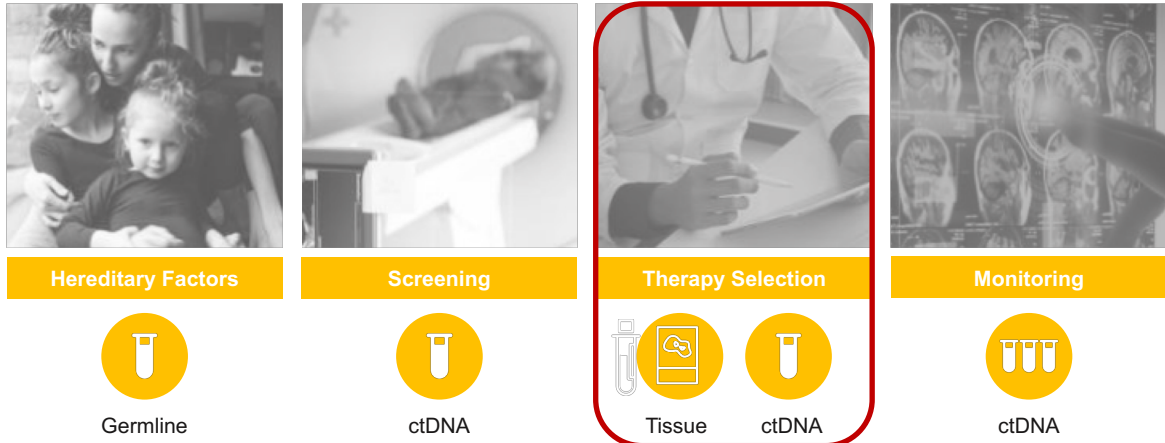 Hereditary Factors
Screening
Therapy Selection
Monitoring
Germline
ctDNA
Tissue
ctDNA
ctDNA